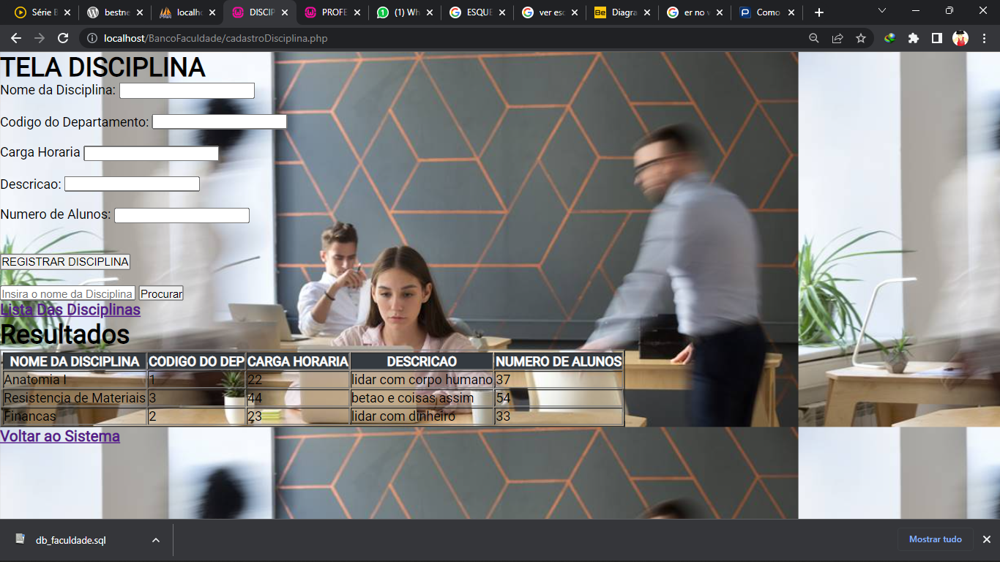 Série B
bestne
localho
DISCIP
PROFE
(1) Wh
ESQUE
ver esc
Be Diagra
er no v
Como
localhost/BancoFaculdade/cadastroDisciplina.php
TELA DISCIPLINA
Nome da Disciplina:
Codigo do Departamento:
Carga Horaria
Descricao:
Numero de Alunos:
REGISTRAR DISCIPLINA
Insira o nome da Disciplina Procurar
Lista Das Disciplinas
Resultados
NOME DA DISCIPLINA CODIGO DO DEP CARGA HORARIA DESCRICAO NUMERO DE ALUNOS
Anatomia I 1 22 lidar com corpo humano 37
Resistencia de Materiais 3 44 betao e coisas assim 54
Financas 2 23 lidar com dinheiro 33
Voltar ao Sistema
db_faculdade.sql
Mostrar tudo